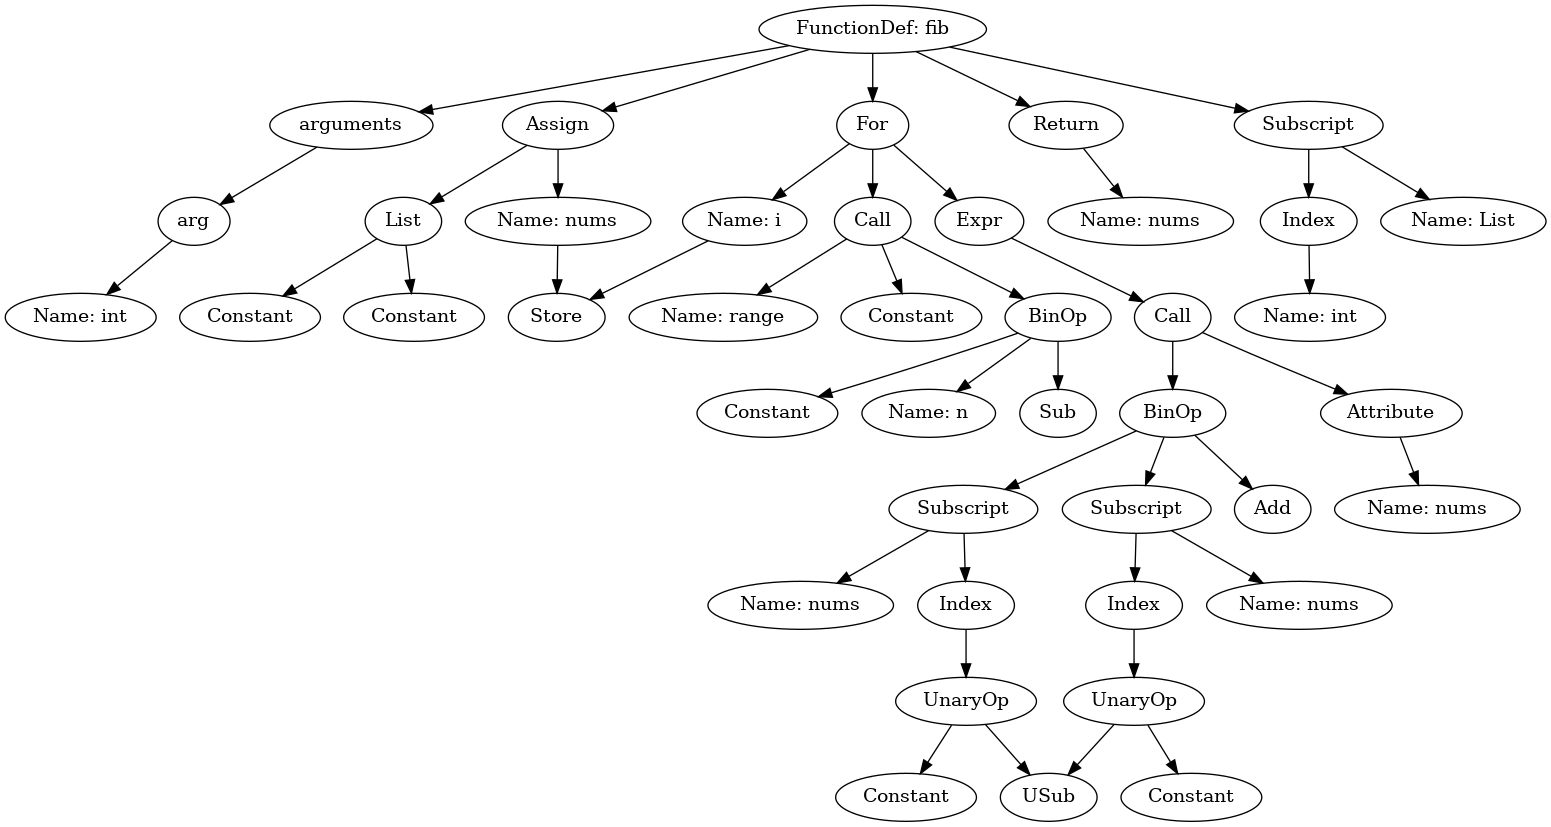 FunctionDef: fib
arguments
Assign
For
Return
Subscript
arg
List
Name: nums
Name: i
Call
Expr
Name: nums
Index
Name: List
Name: int
Constant
Constant
Store
Name: range
Constant
BinOp
Call
Name: int
Constant
Name: n
Sub
BinOp
Attribute
Subscript
Subscript
Add
Name: nums
Name: nums
Index
Index
Name: nums
UnaryOp
UnaryOp
Constant
USub
Constant